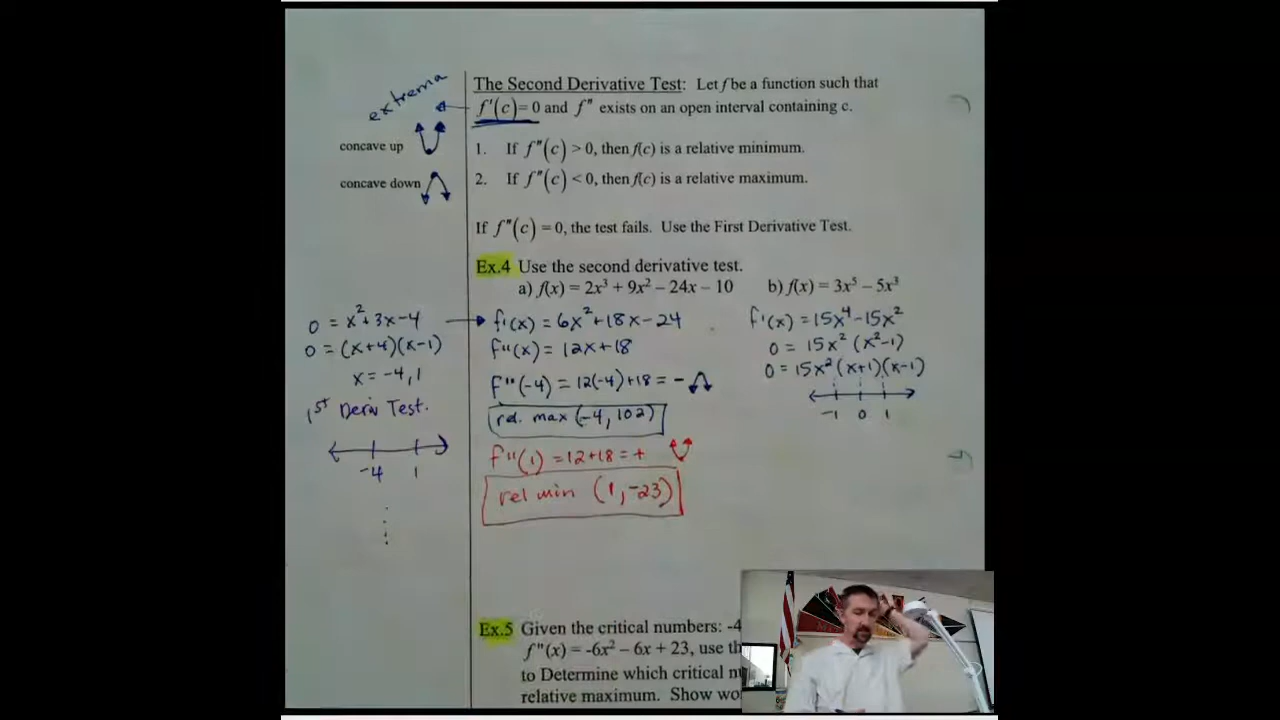 extrema
The Second Derivative Test: Let f be a function such that
f'(c) = 0 and f" exists on an open interval containing c.
concave up
1. If f"(c) > 0, then f(c) is a relative minimum.
concave down
2. If f"(c) < 0, then f(c) is a relative maximum.
If f"(c) = 0, the test fails. Use the First Derivative Test.
Ex.4 Use the second derivative test.
a) f(x) = 2x³ + 9x² – 24x – 10
f'(x) = 6x²+18x-24
f"(x) = 12x+18
f"(-4) = 12(-4)+18 = -
rel. max (-4, 102)
f"(1) = 12+18 = +
rel min (1, -23)
0 = x²+3x-4
0 = (x+4)(x-1)
x = -4, 1
1st Deriv Test.
-4 1
b) f(x) = 3x⁵ – 5x³
f'(x) = 15x⁴-15x²
0 = 15x² (x²-1)
0 = 15x² (x+1)(x-1)
-1 0 1
Ex.5 Given the critical numbers: -4
f"(x) = -6x² – 6x + 23, use
to Determine which critical
relative maximum. Show